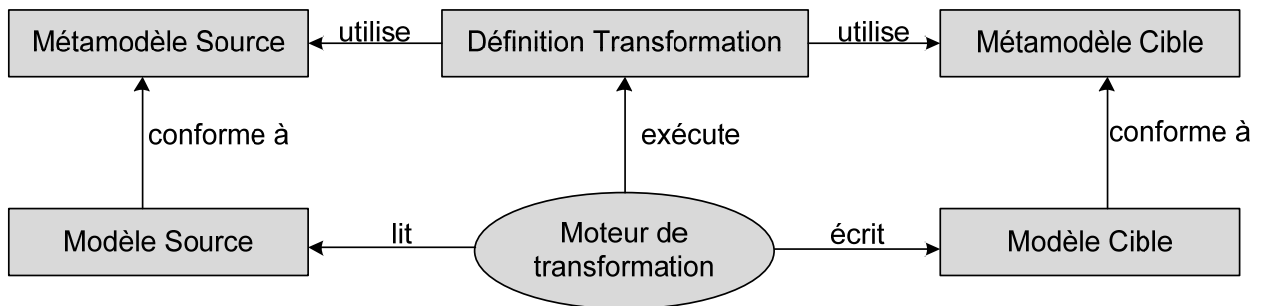 Métamodèle Source
utilise
Définition Transformation
utilise
Métamodèle Cible
conforme à
exécute
conforme à
Modèle Source
lit
Moteur de
transformation
écrit
Modèle Cible